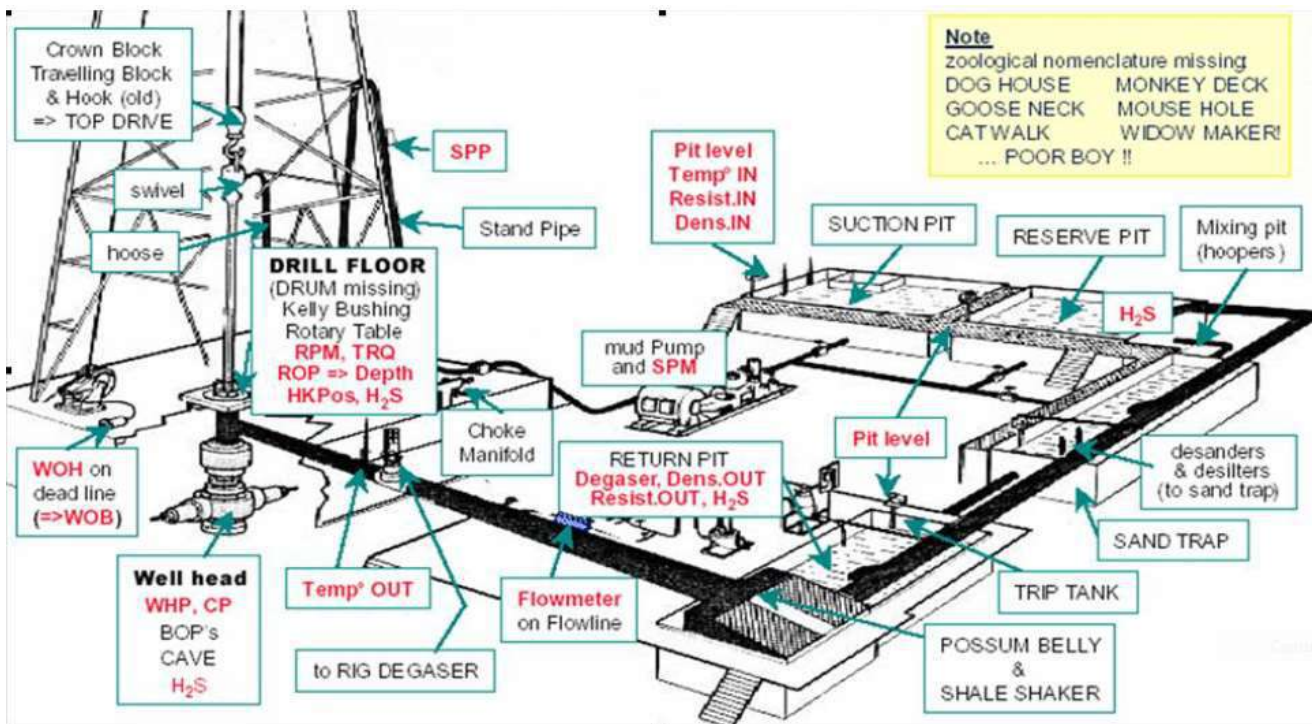 Crown Block
Travelling Block
& Hook (old)
=> TOP DRIVE
SPP
swivel
hoose
Stand Pipe
DRILL FLOOR
(DRUM missing)
Kelly Bushing
Rotary Table
RPM, TRQ
ROP => Depth
HKPos, H₂S
Note
zoological nomenclature missing
DOG HOUSE MONKEY DECK
GOOSE NECK MOUSE HOLE
CATWALK WIDOW MAKER!
... POOR BOY !!
Pit level
Temp° IN
Resist.IN
Dens.IN
SUCTION PIT
RESERVE PIT
Mixing pit
(hoopers)
H₂S
mud Pump
and SPM
Choke
Manifold
Pit level
WOH on
dead line
(=>WOB)
RETURN PIT
Degaser, Dens.OUT
Resist.OUT, H₂S
desanders
& desilters
(to sand trap)
SAND TRAP
Well head
WHP, CP
BOP's
CAVE
H₂S
Temp° OUT
Flowmeter
on Flowline
TRIP TANK
to RIG DEGASER
POSSUM BELLY
&
SHALE SHAKER